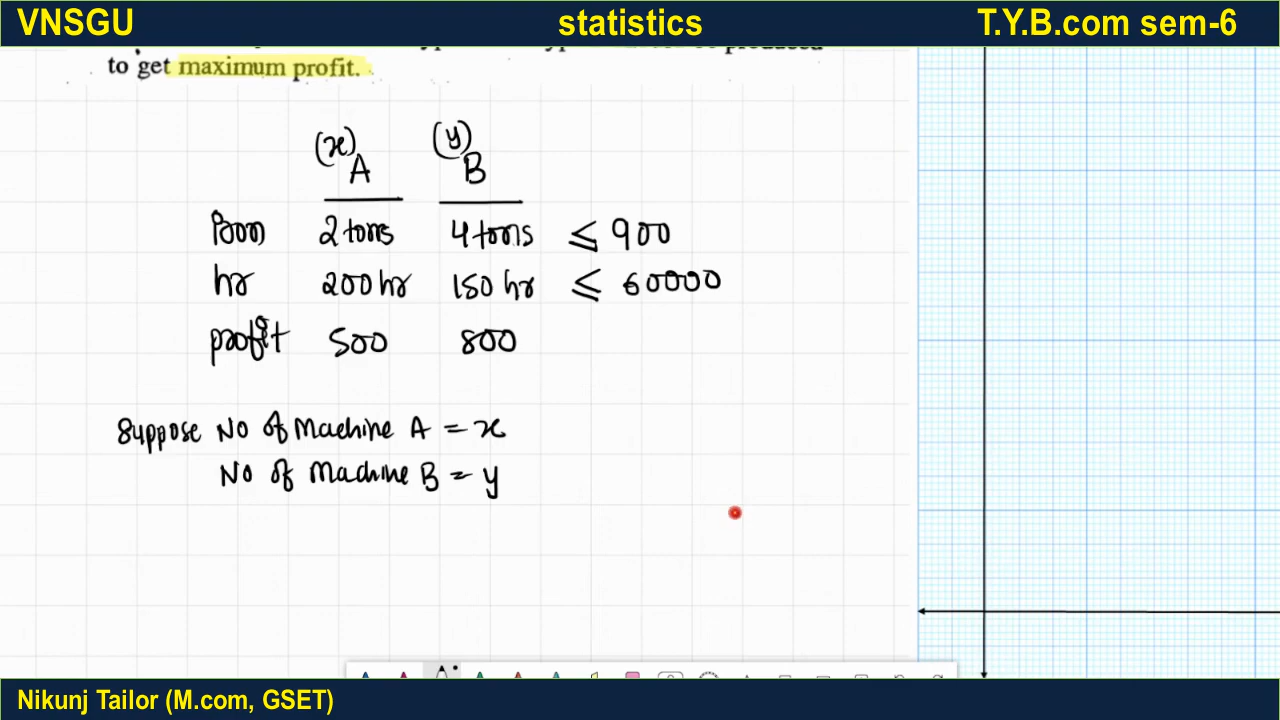 VNSGU statistics T.Y.B.com sem-6
produced
to get maximum profit.
(x) (y)
A B
2 tons 4 tons ≤ 900
hr 200 hr 150 hr ≤ 60000
profit 500 800
Suppose No of Machine A = x
No of Machine B = y
Nikunj Tailor (M.com, GSET)